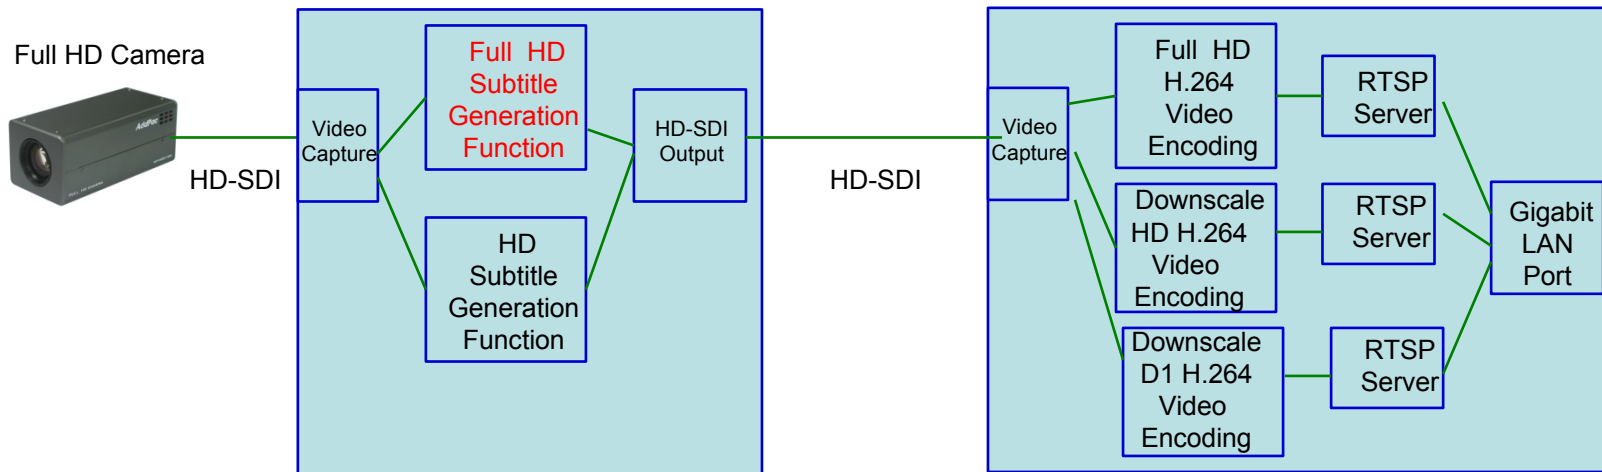 Full HD Camera
AddPac
HD-SDI
Video
Capture
Full HD
Subtitle
Generation
Function
HD
Subtitle
Generation
Function
HD-SDI
Output
HD-SDI
Video
Capture
Full HD
H.264
Video
Encoding
Downscale
HD H.264
Video
Encoding
Downscale
D1 H.264
Video
Encoding
RTSP
Server
RTSP
Server
RTSP
Server
Gigabit
LAN
Port